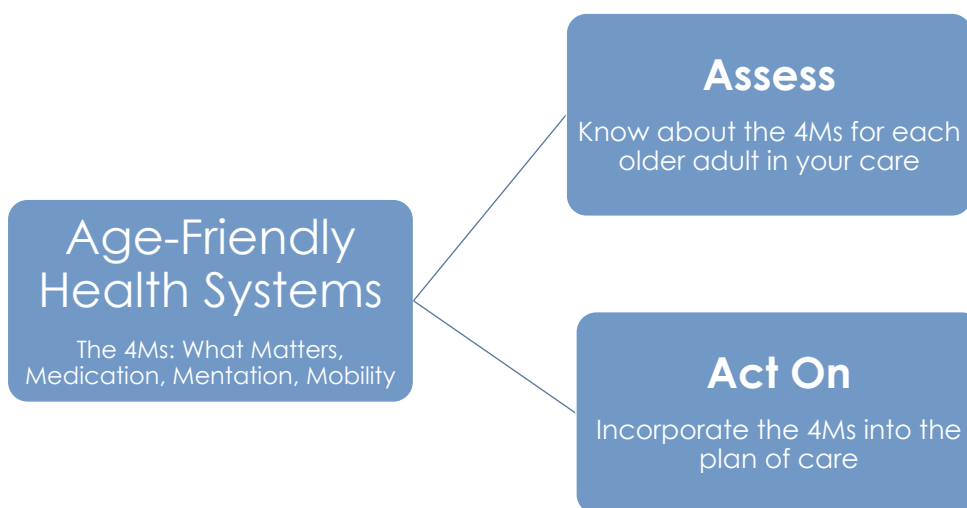 Age-Friendly
Health Systems
The 4Ms: What Matters,
Medication, Mentation, Mobility
Assess
Know about the 4Ms for each
older adult in your care
Act On
Incorporate the 4Ms into the
plan of care